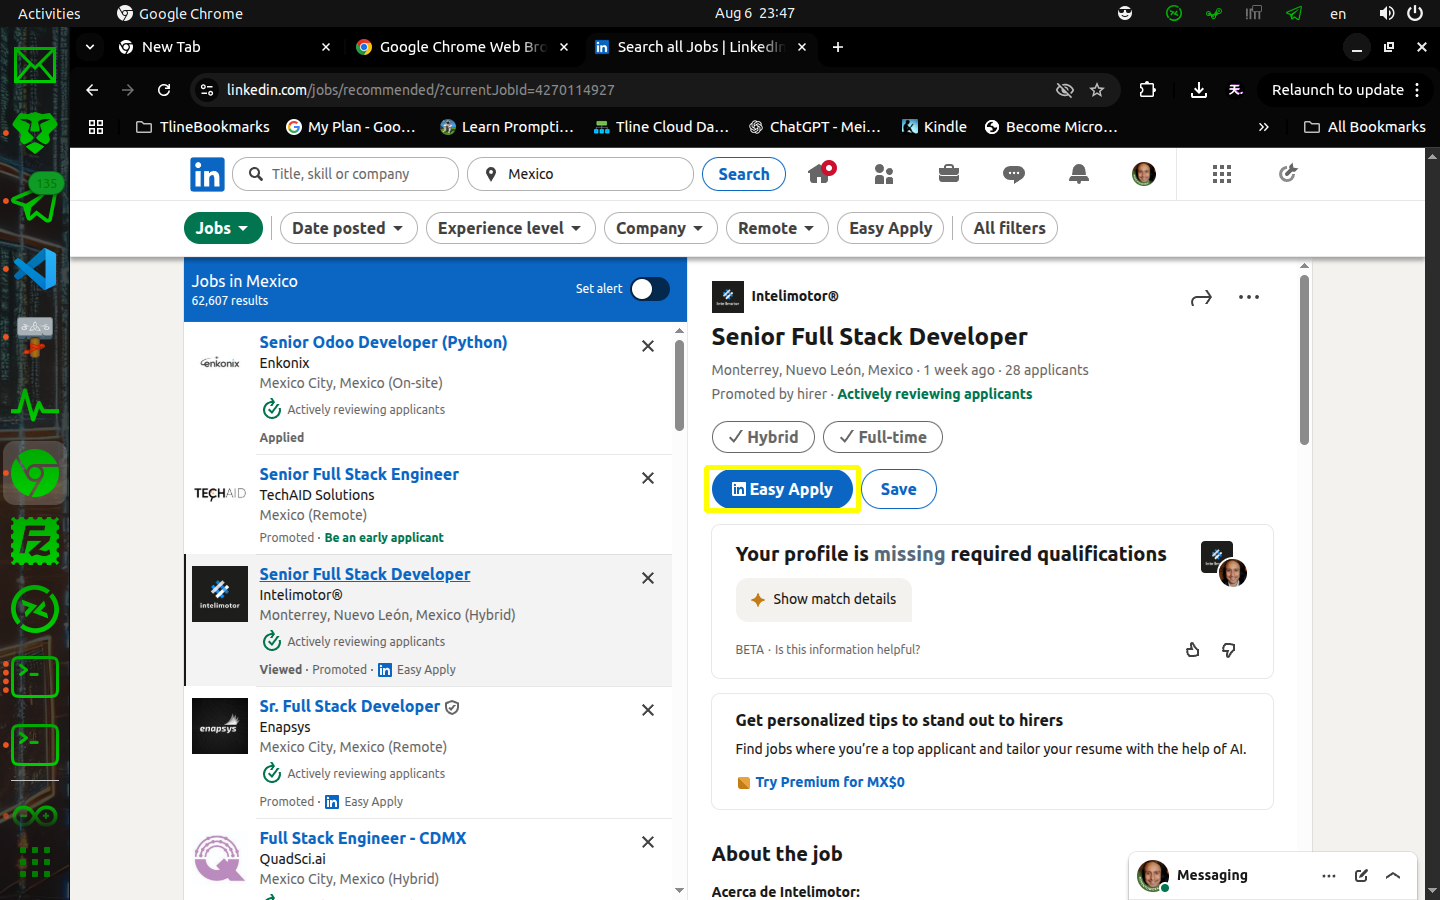 Activities
Google Chrome
Aug 6 23:47
en
New Tab
Google Chrome Web Bro
Search all Jobs | LinkedIn
linkedin.com/jobs/recommended/?currentJobId=4270114927
Relaunch to update
TlineBookmarks
My Plan - Goo...
Learn Prompti...
Tline Cloud Da...
ChatGPT - Mei...
Kindle
Become Micro...
All Bookmarks
135
Title, skill or company
Mexico
Search
Jobs
Date posted
Experience level
Company
Remote
Easy Apply
All filters
Jobs in Mexico
62,607 results
Set alert
enkonix
Senior Odoo Developer (Python)
Enkonix
Mexico City, Mexico (On-site)
Actively reviewing applicants
Applied
TECHAID
Senior Full Stack Engineer
TechAID Solutions
Mexico (Remote)
Promoted · Be an early applicant
intelimotor
Senior Full Stack Developer
Intelimotor®
Monterrey, Nuevo León, Mexico (Hybrid)
Actively reviewing applicants
Viewed · Promoted · in Easy Apply
enapsys
Sr. Full Stack Developer
Enapsys
Mexico City, Mexico (Remote)
Actively reviewing applicants
Promoted · in Easy Apply
Full Stack Engineer - CDMX
QuadSci.ai
Mexico City, Mexico (Hybrid)
Intelimotor®
Senior Full Stack Developer
Monterrey, Nuevo León, Mexico · 1 week ago · 28 applicants
Promoted by hirer · Actively reviewing applicants
Hybrid
Full-time
in Easy Apply
Save
Your profile is missing required qualifications
Show match details
BETA · Is this information helpful?
Get personalized tips to stand out to hirers
Find jobs where you're a top applicant and tailor your resume with the help of AI.
Try Premium for MX$0
About the job
Acerca de Intelimotor:
Messaging